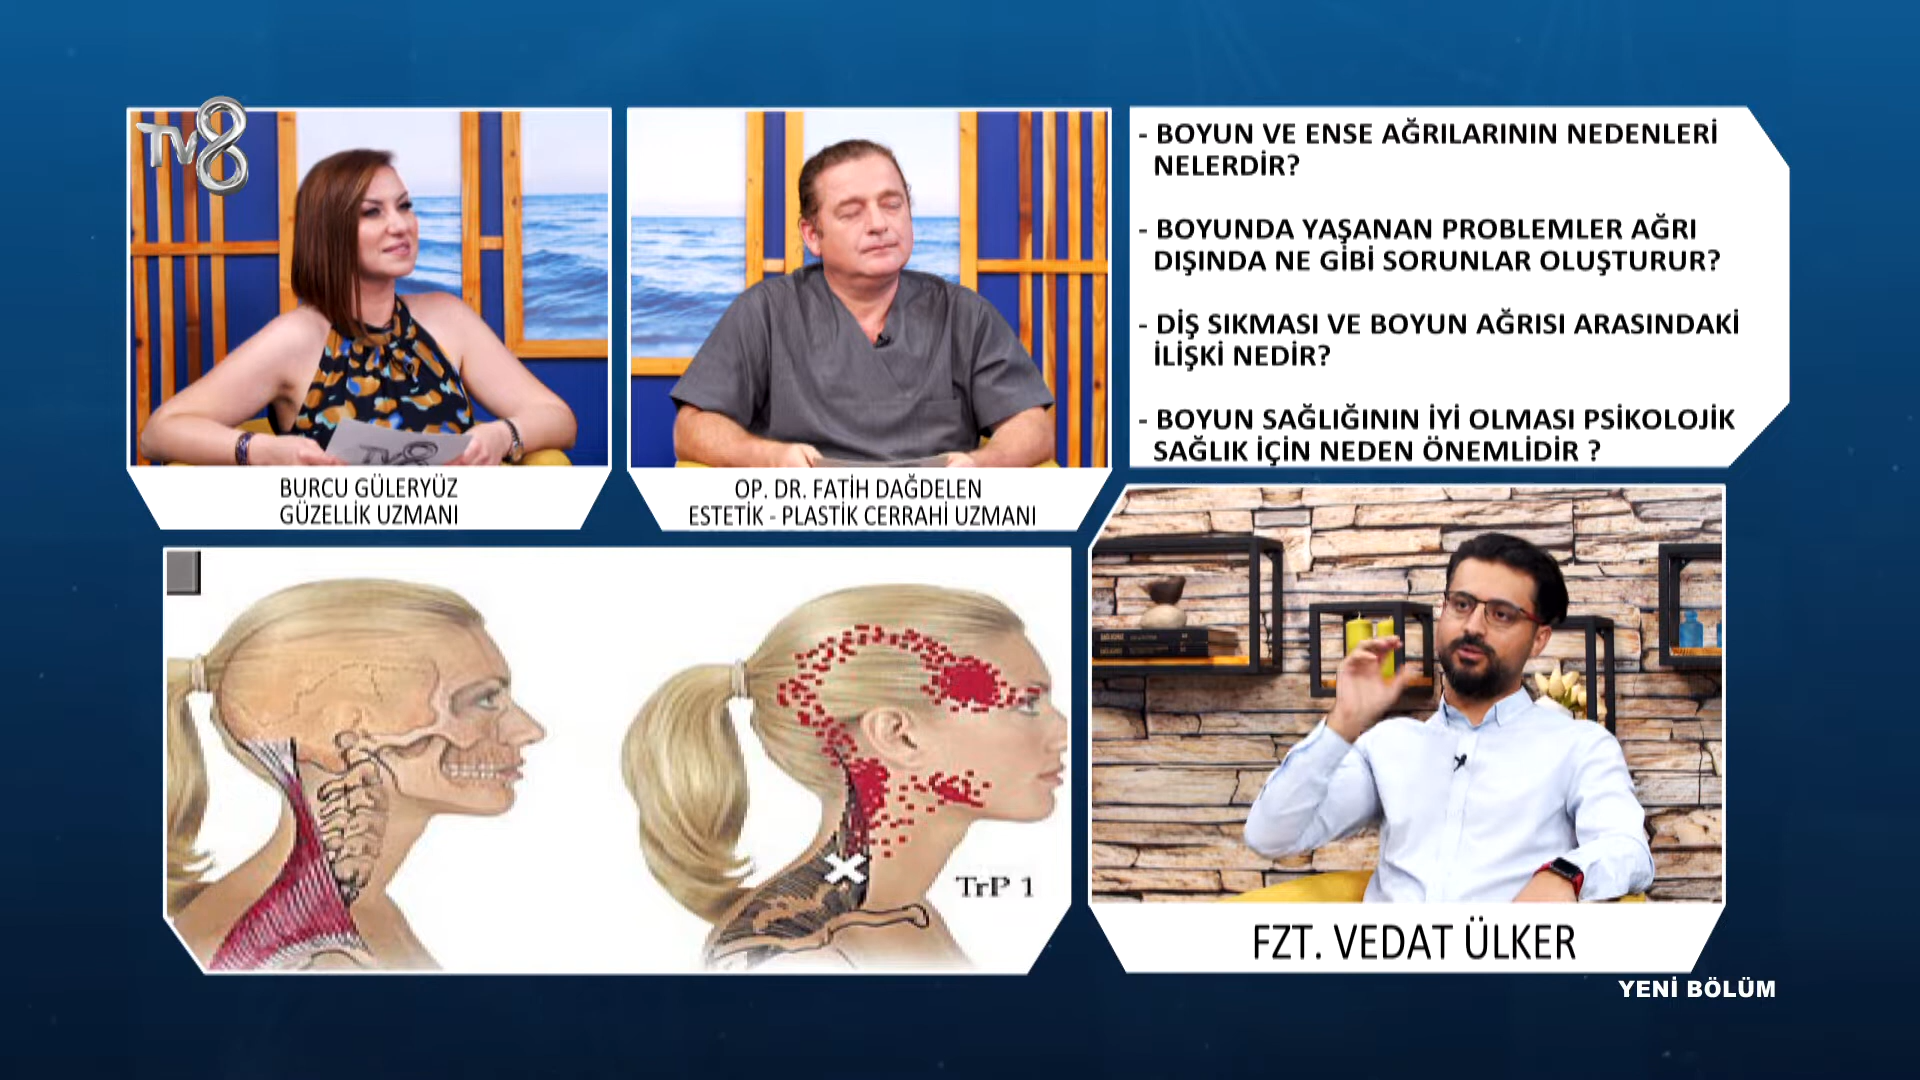 TV8
- BOYUN VE ENSE AĞRILARININ NEDENLERİ
NELERDİR?
- BOYUNDA YAŞANAN PROBLEMLER AĞRI
DIŞINDA NE GİBİ SORUNLAR OLUŞTURUR?
- DİŞ SIKMASI VE BOYUN AĞRISI ARASINDAKİ
İLİŞKİ NEDİR?
- BOYUN SAĞLIĞININ İYİ OLMASI PSİKOLOJİK
SAĞLIK İÇİN NEDEN ÖNEMLİDİR ?
TV8
BURCU GÜLERYÜZ
GÜZELLİK UZMANI
OP. DR. FATİH DAĞDELEN
ESTETİK - PLASTİK CERRAHİ UZMANI
TrP 1
FZT. VEDAT ÜLKER
YENİ BÖLÜM